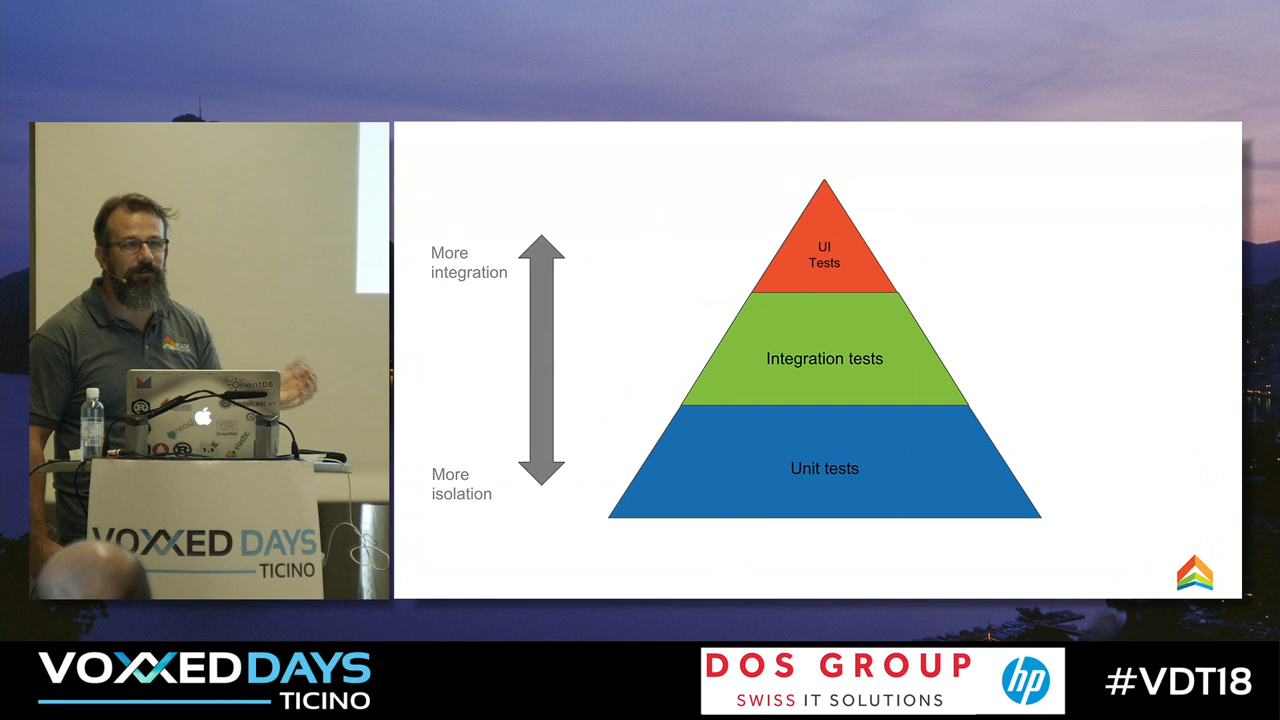 More
integration
UI
Tests
Integration tests
Unit tests
More
isolation
OrientDB
VOXXED DAYS
TICINO
VOXXED DAYS
TICINO
DOS GROUP
SWISS IT SOLUTIONS
hp
#VDT18